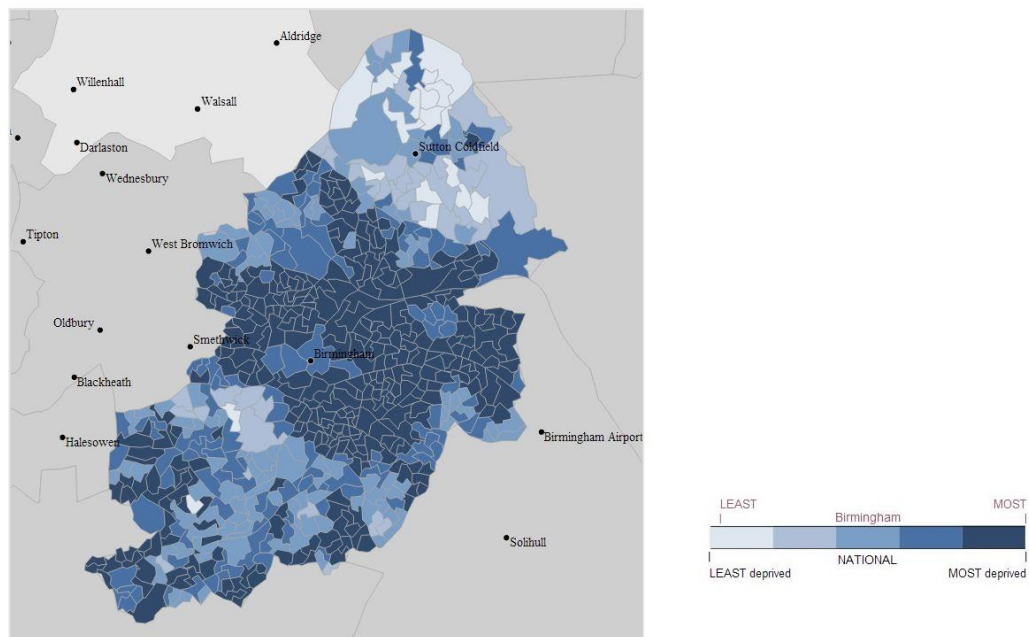 Aldridge
Willenhall
Walsall
Darlaston
Sutton Coldfield
Wednesbury
Tipton
West Bromwich
Oldbury
Smethwick
Birmingham
Blackheath
Halesowen
Birmingham Airport
Solihull
LEAST MOST
Birmingham
NATIONAL
LEAST deprived MOST deprived